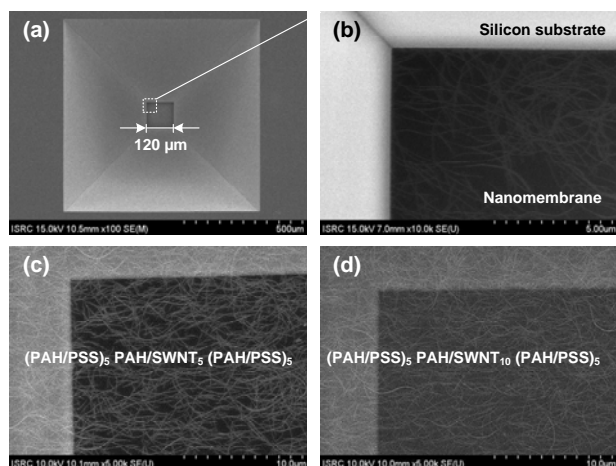 (a)
120 μm
ISRC 15.0kV 10.5mm x100 SE(M) 500um
(b)
Silicon substrate
Nanomembrane
ISRC 15.0kV 7.0mm x10.0k SE(U) 5.00um
(c)
(PAH/PSS)₅ PAH/SWNT₅ (PAH/PSS)₅
ISRC 10.0kV 10.1mm x5.00k SE(U) 10.0um
(d)
(PAH/PSS)₅ PAH/SWNT₁₀ (PAH/PSS)₅
ISRC 10.0kV 10.0mm x5.00k SE(U) 10.0um